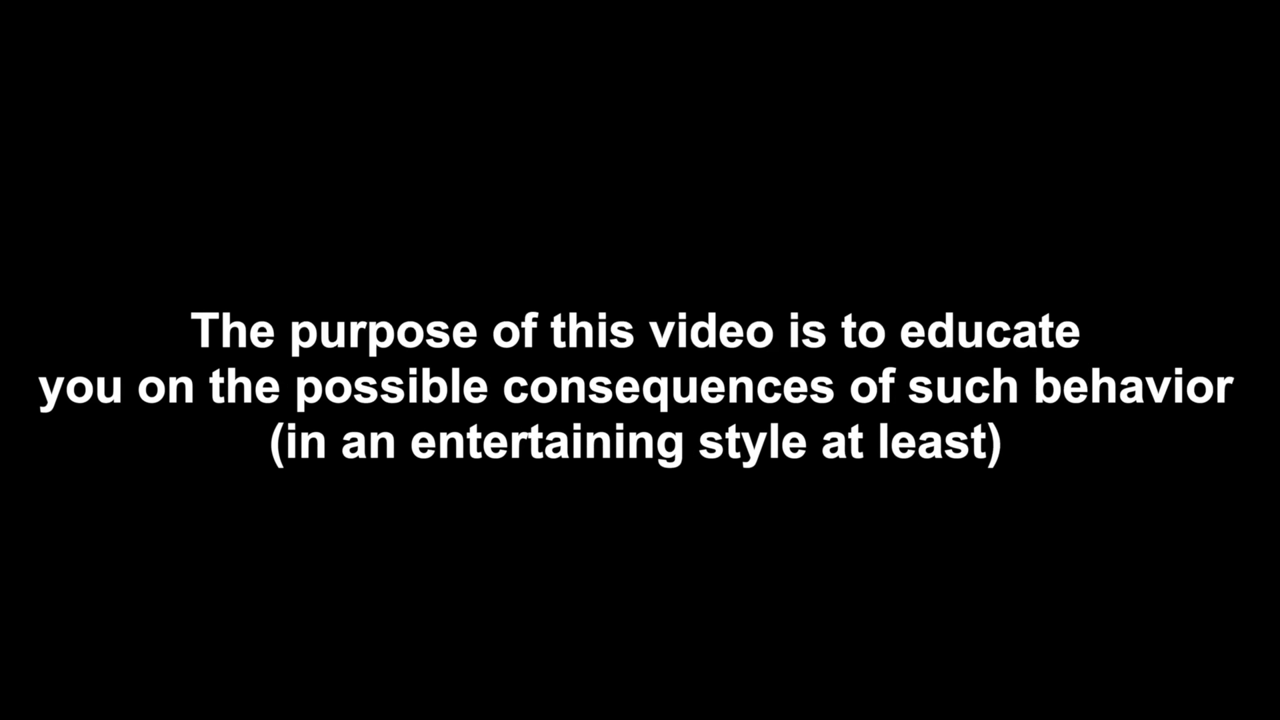 The purpose of this video is to educate
you on the possible consequences of such behavior
(in an entertaining style at least)